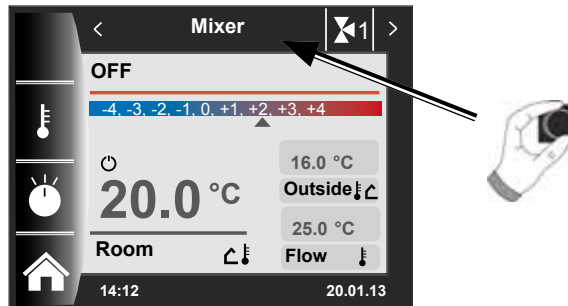 < Mixer 1 >
OFF
-4, -3, -2, -1, 0, +1, +2, +3, +4
16.0 °C
Outside
20.0 °C
25.0 °C
Room
Flow
14:12 20.01.13